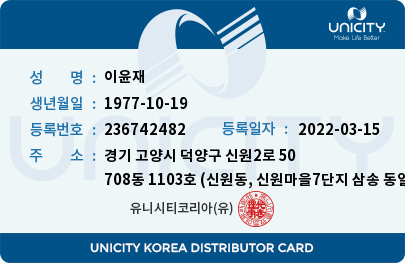 UNICITY
Make Life Better
성 명 : 이윤재
생년월일 : 1977-10-19
등록번호 : 236742482 등록일자 : 2022-03-15
주 소 : 경기 고양시 덕양구 신원2로 50
708동 1103호 (신원동, 신원마을7단지 삼송 동일
유니시티코리아(유)
UNICITY KOREA DISTRIBUTOR CARD